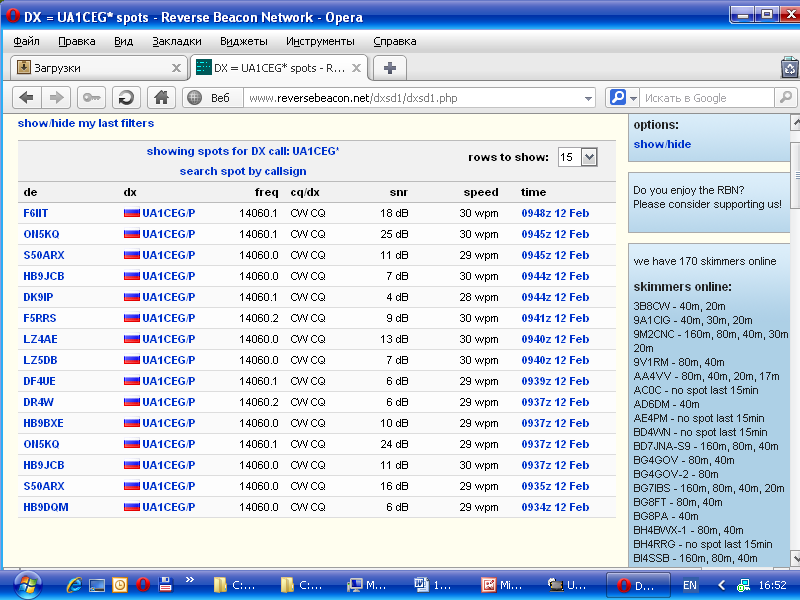 DX = UA1CEG* spots - Reverse Beacon Network - Opera
Файл Правка Вид Закладки Виджеты Инструменты Справка
Загрузки DX = UA1CEG* spots - R...
Веб www.reversebeacon.net/dxsd1/dxsd1.php Искать в Google
show/hide my last filters
showing spots for DX call: UA1CEG*
search spot by callsign
rows to show: 15
de dx freq cq/dx snr speed time
F6IIT UA1CEG/P 14060.1 CW CQ 18 dB 30 wpm 0948z 12 Feb
ON5KQ UA1CEG/P 14060.1 CW CQ 25 dB 30 wpm 0945z 12 Feb
S50ARX UA1CEG/P 14060.0 CW CQ 11 dB 29 wpm 0945z 12 Feb
HB9JCB UA1CEG/P 14060.0 CW CQ 7 dB 30 wpm 0944z 12 Feb
DK9IP UA1CEG/P 14060.1 CW CQ 4 dB 28 wpm 0944z 12 Feb
F5RRS UA1CEG/P 14060.2 CW CQ 9 dB 30 wpm 0941z 12 Feb
LZ4AE UA1CEG/P 14060.0 CW CQ 13 dB 30 wpm 0940z 12 Feb
LZ5DB UA1CEG/P 14060.0 CW CQ 7 dB 30 wpm 0940z 12 Feb
DF4UE UA1CEG/P 14060.1 CW CQ 6 dB 29 wpm 0939z 12 Feb
DR4W UA1CEG/P 14060.2 CW CQ 6 dB 29 wpm 0937z 12 Feb
HB9BXE UA1CEG/P 14060.0 CW CQ 10 dB 29 wpm 0937z 12 Feb
ON5KQ UA1CEG/P 14060.1 CW CQ 24 dB 29 wpm 0937z 12 Feb
HB9JCB UA1CEG/P 14060.0 CW CQ 11 dB 30 wpm 0937z 12 Feb
S50ARX UA1CEG/P 14060.0 CW CQ 16 dB 29 wpm 0935z 12 Feb
HB9DQM UA1CEG/P 14060.0 CW CQ 6 dB 29 wpm 0934z 12 Feb
options:
show/hide
Do you enjoy the RBN?
Please consider supporting us!
we have 170 skimmers online
skimmers online:
3B8CW - 40m, 20m
9A1CIG - 40m, 30m, 20m
9M2CNC - 160m, 80m, 40m, 30m
20m
9V1RM - 80m, 40m
AA4VV - 80m, 40m, 20m, 17m
AC0C - no spot last 15min
AD6DM - 40m
AE4PM - no spot last 15min
BD4WN - no spot last 15min
BD7JNA-S9 - 160m, 80m, 40m
BG4GOV - 80m, 40m
BG4GOV-2 - 80m
BG7IBS - 160m, 80m, 40m, 20m
BG8FT - 80m, 40m
BG8PA - 40m
BH4BWX-1 - 80m, 40m
BH4RRG - no spot last 15min
BI4SSB - 160m, 80m, 40m
C:... C:... M... 1... Mi... U... D... EN 16:52